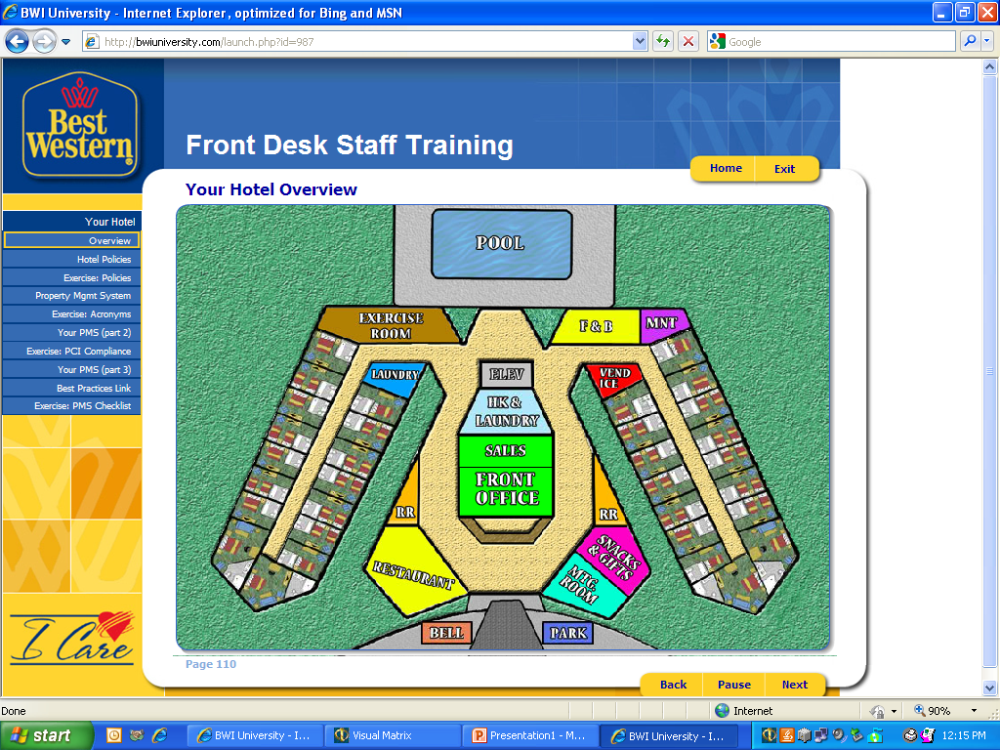 BWI University - Internet Explorer, optimized for Bing and MSN
http://bwiuniversity.com/launch.php?id=987
Google
Best
Western
Front Desk Staff Training
Home
Exit
Your Hotel Overview
Your Hotel
Overview
Hotel Policies
Exercise: Policies
Property Mgmt System
Exercise: Acronyms
Your PMS (part 2)
Exercise: PCI Compliance
Your PMS (part 3)
Best Practices Link
Exercise: PMS Checklist
POOL
EXERCISE
ROOM
F & B
MNT
LAUNDRY
ELEV
VEND
ICE
HK &
LAUNDRY
SALES
FRONT
OFFICE
RR
RR
RESTAURANT
SNACKS
& GIFTS
MTG.
ROOM
BELL
PARK
I Care
Page 110
Back
Pause
Next
Done
Internet
90%
start
BWI University - I...
Visual Matrix
Presentation1 - M...
BWI University - I...
12:15 PM